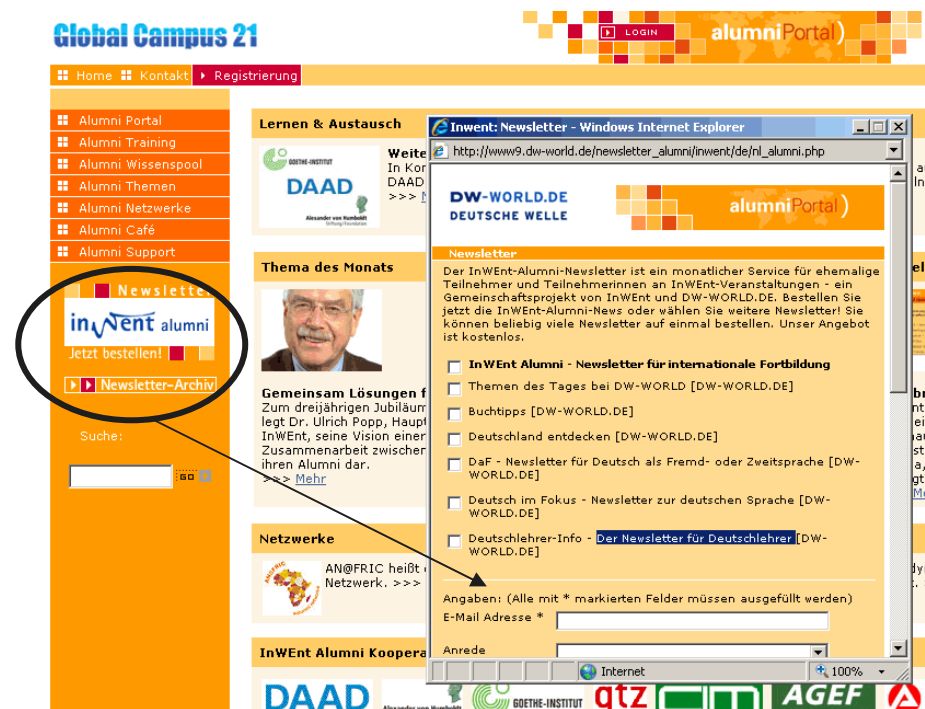 Global Campus 21
LOGIN
alumniPortal)
Home Kontakt Registrierung
Alumni Portal
Alumni Training
Alumni Wissenspool
Alumni Themen
Alumni Netzwerke
Alumni Café
Alumni Support
Newsletter
inwent alumni
Jetzt bestellen!
Newsletter-Archiv
Suche:
GO
Lernen & Austausch
GOETHE-INSTITUT
DAAD
Alexander von Humboldt
Stiftung/Foundation
Weite
In Kor
DAAD
>>>
Thema des Monats
Gemeinsam Lösungen f
Zum dreijährigen Jubiläum
legt Dr. Ulrich Popp, Haupt
InWEnt, seine Vision einer
Zusammenarbeit zwischen
ihren Alumni dar.
>>> Mehr
Netzwerke
AN@FRIC
AN@FRIC heißt
Netzwerk. >>>
InWEnt Alumni Koopera
DAAD
Alexander von Humboldt
GOETHE-INSTITUT
gtz
AGEF
Inwent: Newsletter - Windows Internet Explorer
http://www9.dw-world.de/newsletter_alumni/inwent/de/nl_alumni.php
DW-WORLD.DE
DEUTSCHE WELLE
alumniPortal)
Newsletter
Der InWEnt-Alumni-Newsletter ist ein monatlicher Service für ehemalige
Teilnehmer und Teilnehmerinnen an InWEnt-Veranstaltungen - ein
Gemeinschaftsprojekt von InWEnt und DW-WORLD.DE. Bestellen Sie
jetzt die InWEnt-Alumni-News oder wählen Sie weitere Newsletter! Sie
können beliebig viele Newsletter auf einmal bestellen. Unser Angebot
ist kostenlos.
InWEnt Alumni - Newsletter für internationale Fortbildung
Themen des Tages bei DW-WORLD [DW-WORLD.DE]
Buchtipps [DW-WORLD.DE]
Deutschland entdecken [DW-WORLD.DE]
DaF - Newsletter für Deutsch als Fremd- oder Zweitsprache [DW-
WORLD.DE]
Deutsch im Fokus - Newsletter zur deutschen Sprache [DW-
WORLD.DE]
Deutschlehrer-Info - Der Newsletter für Deutschlehrer [DW-
WORLD.DE]
Angaben: (Alle mit * markierten Felder müssen ausgefüllt werden)
E-Mail Adresse *
Anrede
Internet
100%